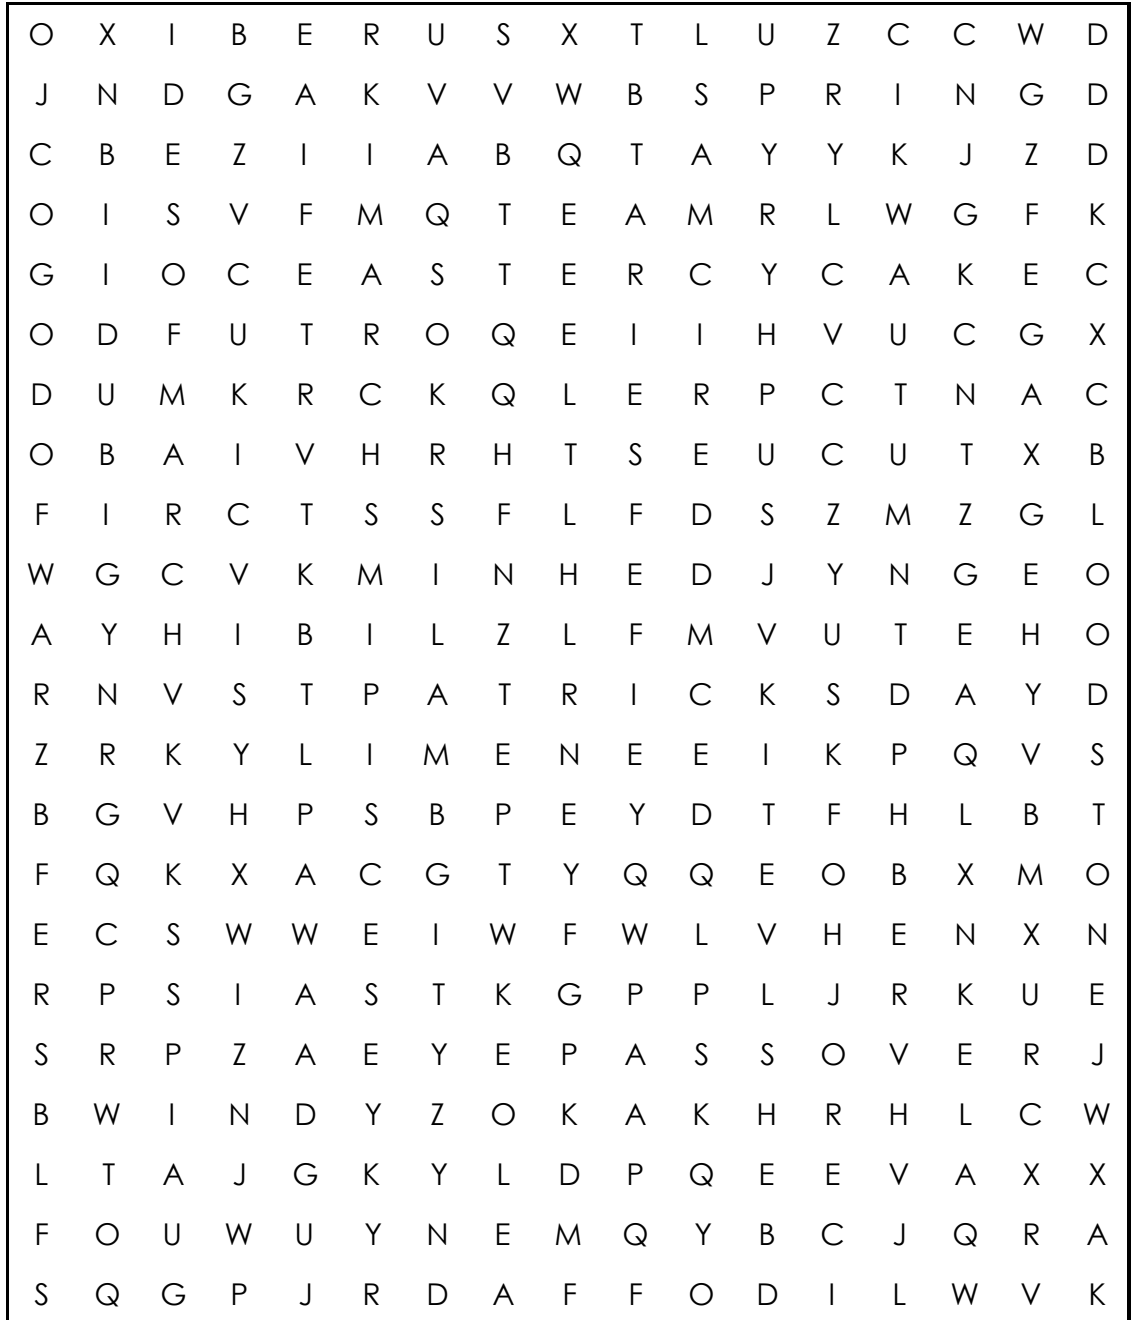 O X I B E R U S X T L U Z C C W D
J N D G A K V V W B S P R I N G D
C B E Z I I A B Q T A Y Y K J Z D
O I S V F M Q T E A M R L W G F K
G I O C E A S T E R C Y C A K E C
O D F U T R O Q E I I H V U C G X
D U M K R C K Q L E R P C T N A C
O B A I V H R H T S E U C U T X B
F I R C T S S F L F D S Z M Z G L
W G C V K M I N H E D J Y N G E O
A Y H I B I L Z L F M V U T E H O
R N V S T P A T R I C K S D A Y D
Z R K Y L I M E N E E I K P Q V S
B G V H P S B P E Y D T F H L B T
F Q K X A C G T Y Q Q E O B X M O
E C S W W E I W F W L V H E N X N
R P S I A S T K G P P L J R K U E
S R P Z A E Y E P A S S O V E R J
B W I N D Y Z O K A K H R H L C W
L T A J G K Y L D P Q E E V A X X
F O U W U Y N E M Q Y B C J Q R A
S Q G P J R D A F F O D I L W V K